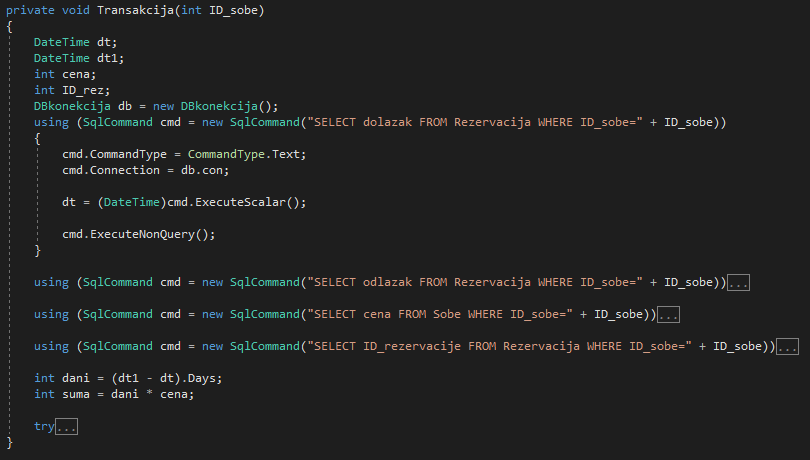 private void Transakcija(int ID_sobe)
{
DateTime dt;
DateTime dt1;
int cena;
int ID_rez;
DBkonekcija db = new DBkonekcija();
using (SqlCommand cmd = new SqlCommand("SELECT dolazak FROM Rezervacija WHERE ID_sobe=" + ID_sobe))
{
cmd.CommandType = CommandType.Text;
cmd.Connection = db.con;
dt = (DateTime)cmd.ExecuteScalar();
cmd.ExecuteNonQuery();
}
using (SqlCommand cmd = new SqlCommand("SELECT odlazak FROM Rezervacija WHERE ID_sobe=" + ID_sobe))...
using (SqlCommand cmd = new SqlCommand("SELECT cena FROM Sobe WHERE ID_sobe=" + ID_sobe))...
using (SqlCommand cmd = new SqlCommand("SELECT ID_rezervacije FROM Rezervacija WHERE ID_sobe=" + ID_sobe))...
int dani = (dt1 - dt).Days;
int suma = dani * cena;
try...
}